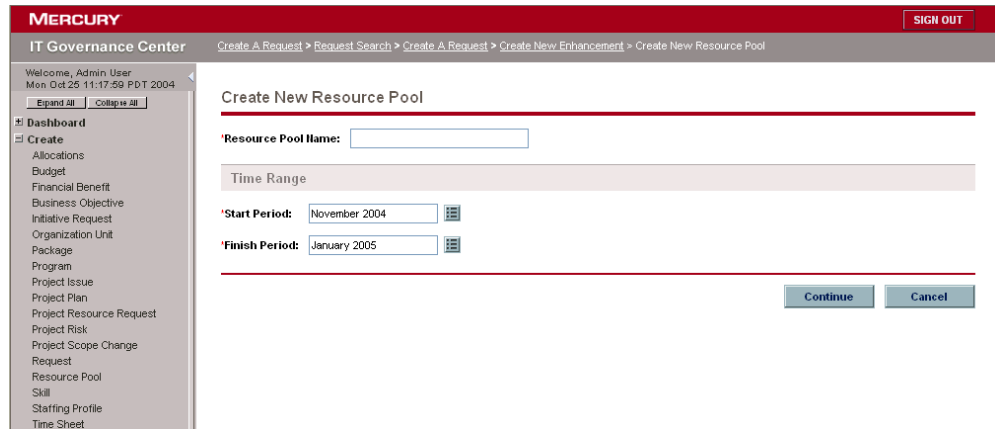 MERCURY
SIGN OUT
IT Governance Center
Create A Request > Request Search > Create A Request > Create New Enhancement > Create New Resource Pool
Welcome, Admin User
Mon Oct 25 11:17:59 PDT 2004
Expand All
Collapse All
Dashboard
Create
Allocations
Budget
Financial Benefit
Business Objective
Initiative Request
Organization Unit
Package
Program
Project Issue
Project Plan
Project Resource Request
Project Risk
Project Scope Change
Request
Resource Pool
Skill
Staffing Profile
Time Sheet
Create New Resource Pool
*Resource Pool Name:
Time Range
*Start Period: November 2004
*Finish Period: January 2005
Continue
Cancel